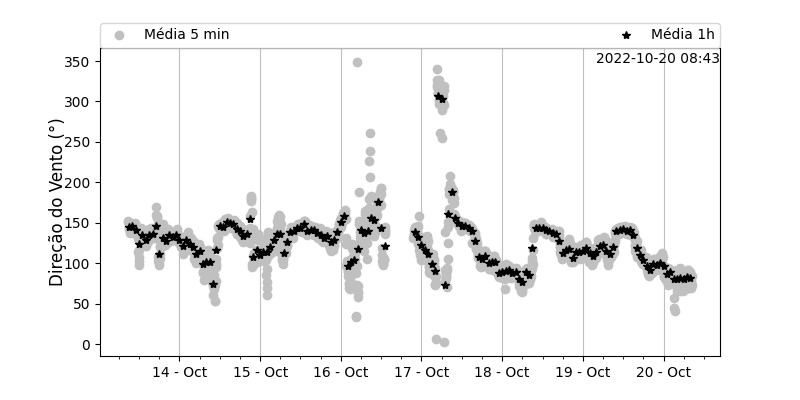 Média 5 min
Média 1h
2022-10-20 08:43
Direção do Vento (°)
350
300
250
200
150
100
50
0
14 - Oct
15 - Oct
16 - Oct
17 - Oct
18 - Oct
19 - Oct
20 - Oct